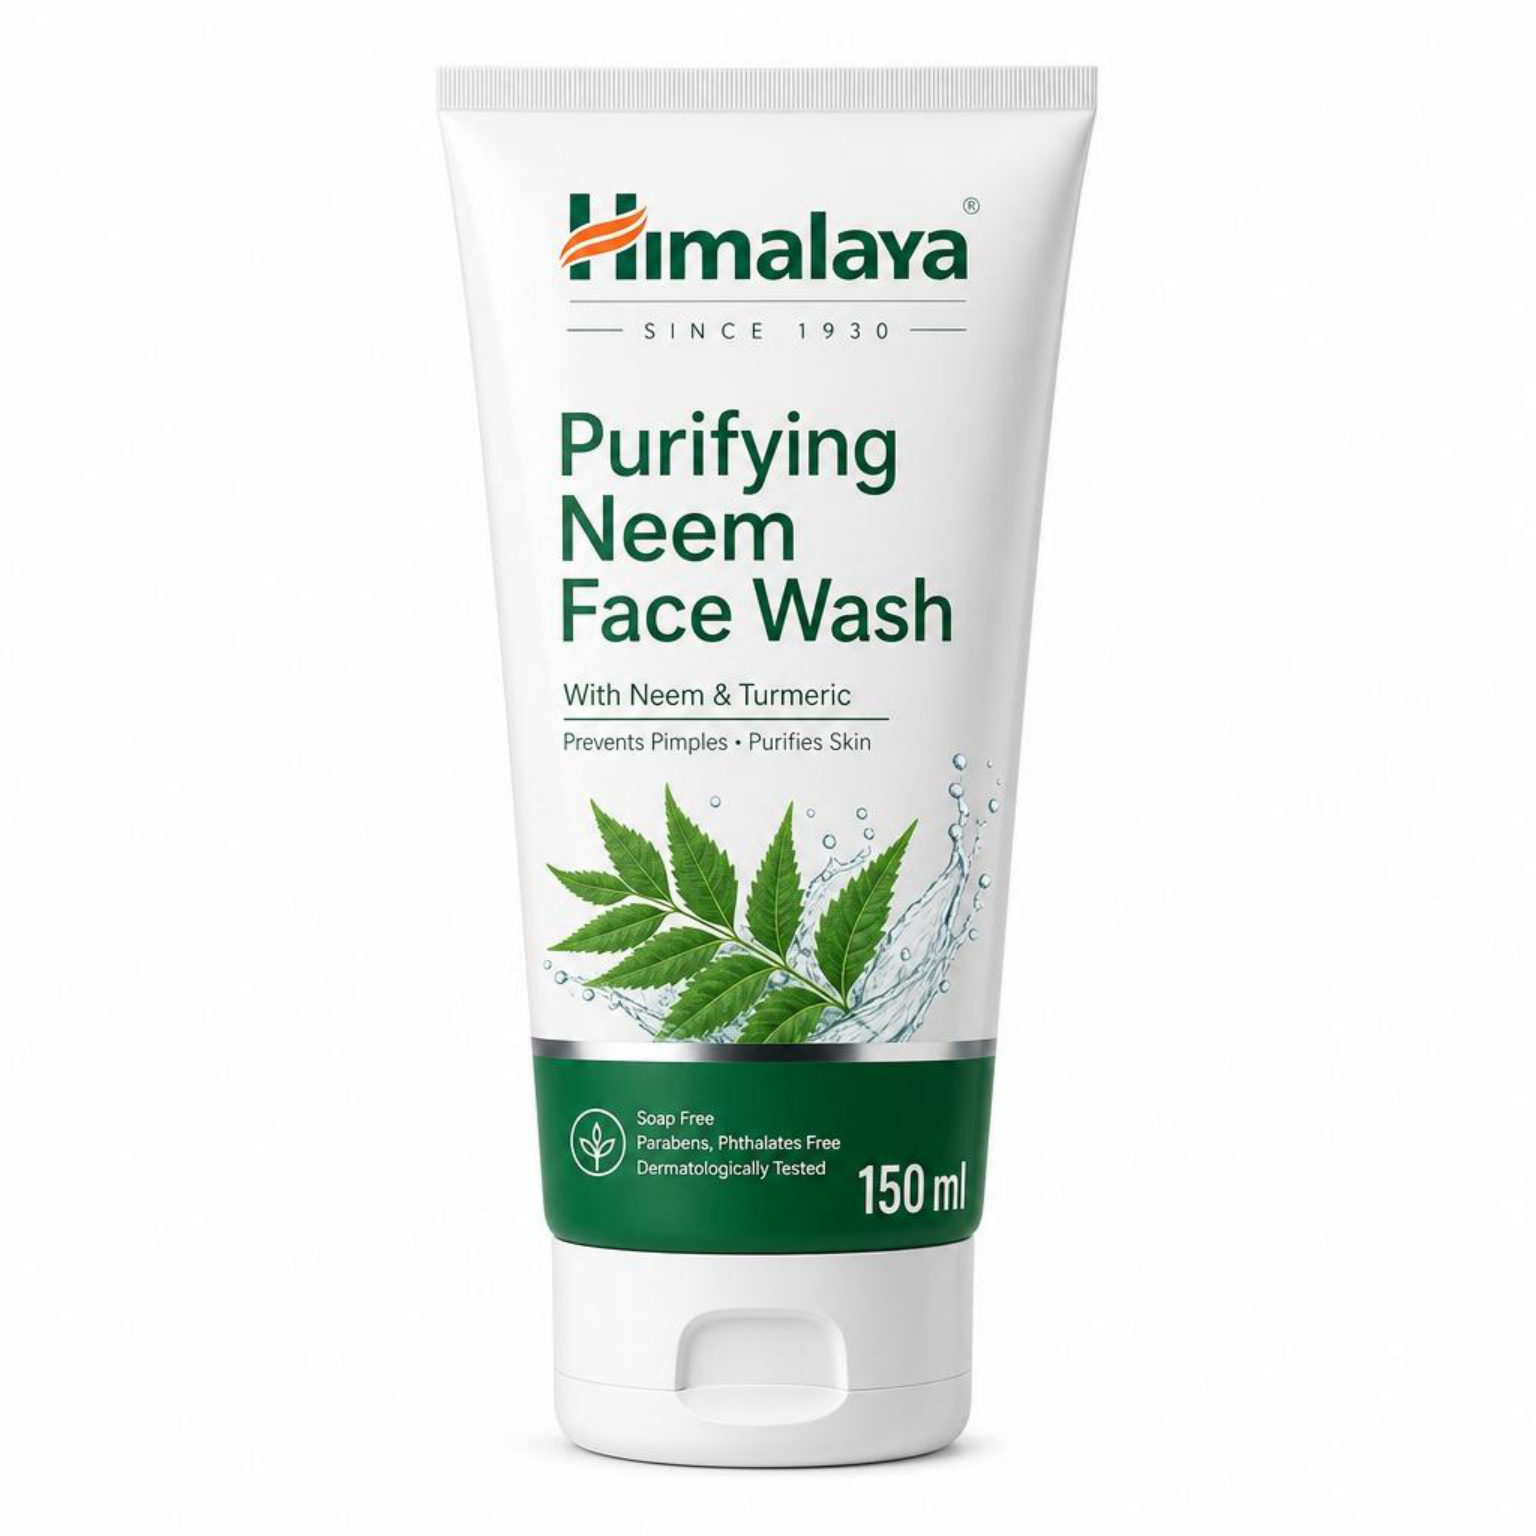 Himalaya®
SINCE 1930
Purifying
Neem
Face Wash
With Neem & Turmeric
Prevents Pimples • Purifies Skin
Soap Free
Parabens, Phthalates Free
Dermatologically Tested
150 ml